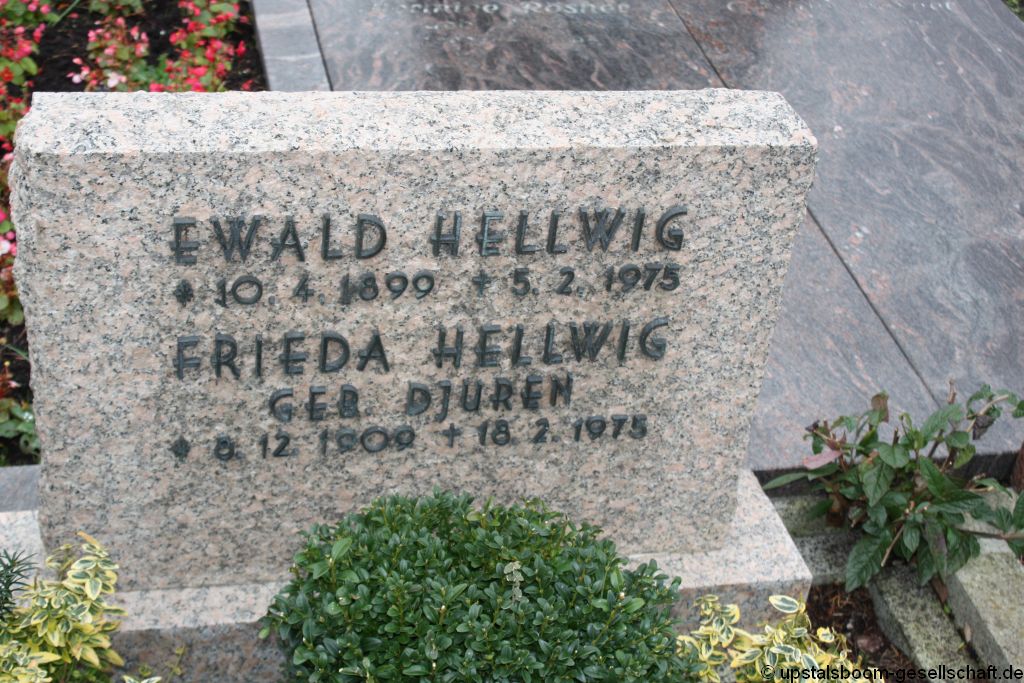 Rosner
EWALD HELLWIG
* 10. 4. 1899 † 5. 2. 1975
FRIEDA HELLWIG
GEB. DJUREN
* 8. 12. 1909 † 18. 2. 1975
© upstalsboom-gesellschaft.de